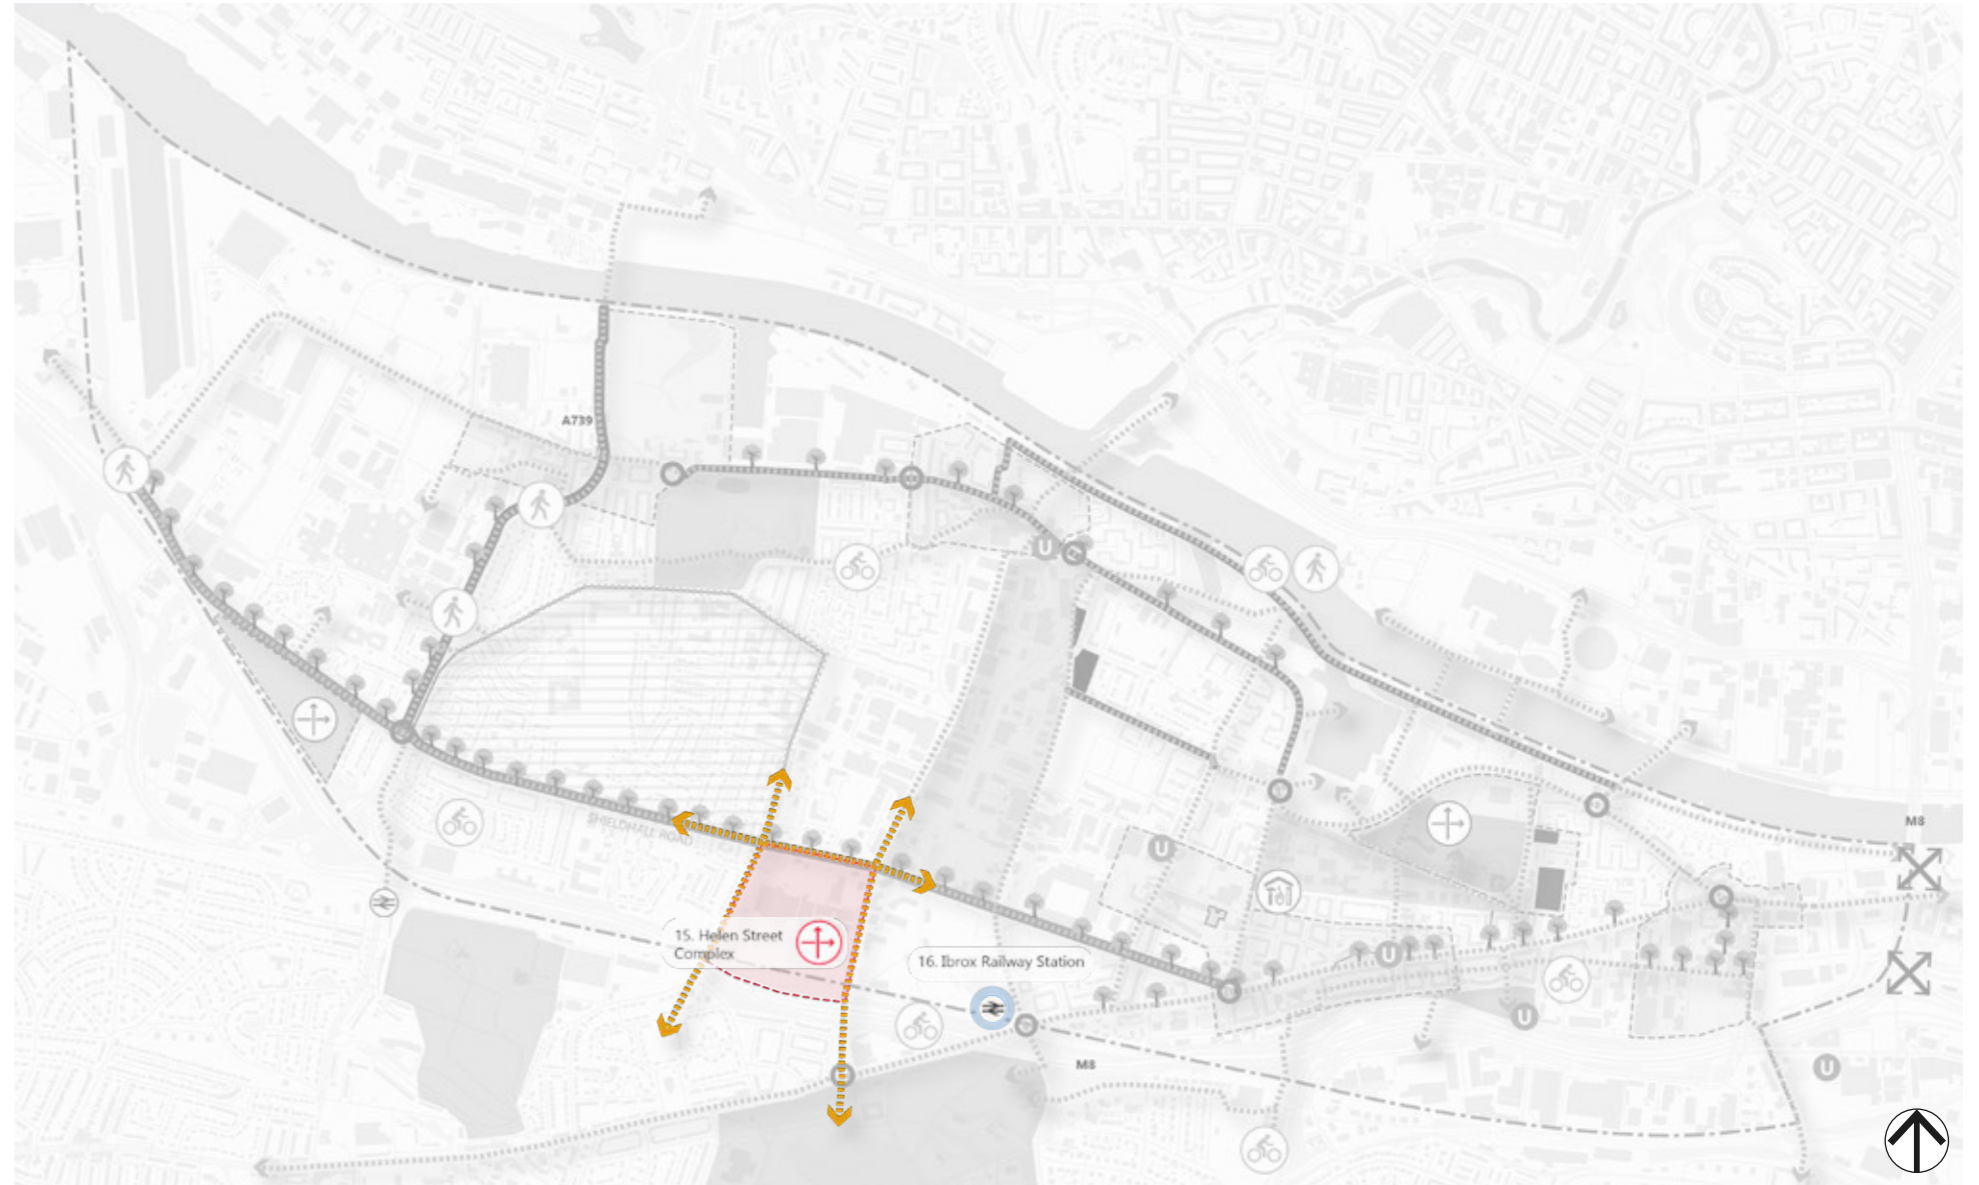 A739
U
SHIELDHALL ROAD
M8
U
U
15. Helen Street
Complex
16. Ibrox Railway Station
U
M8
U